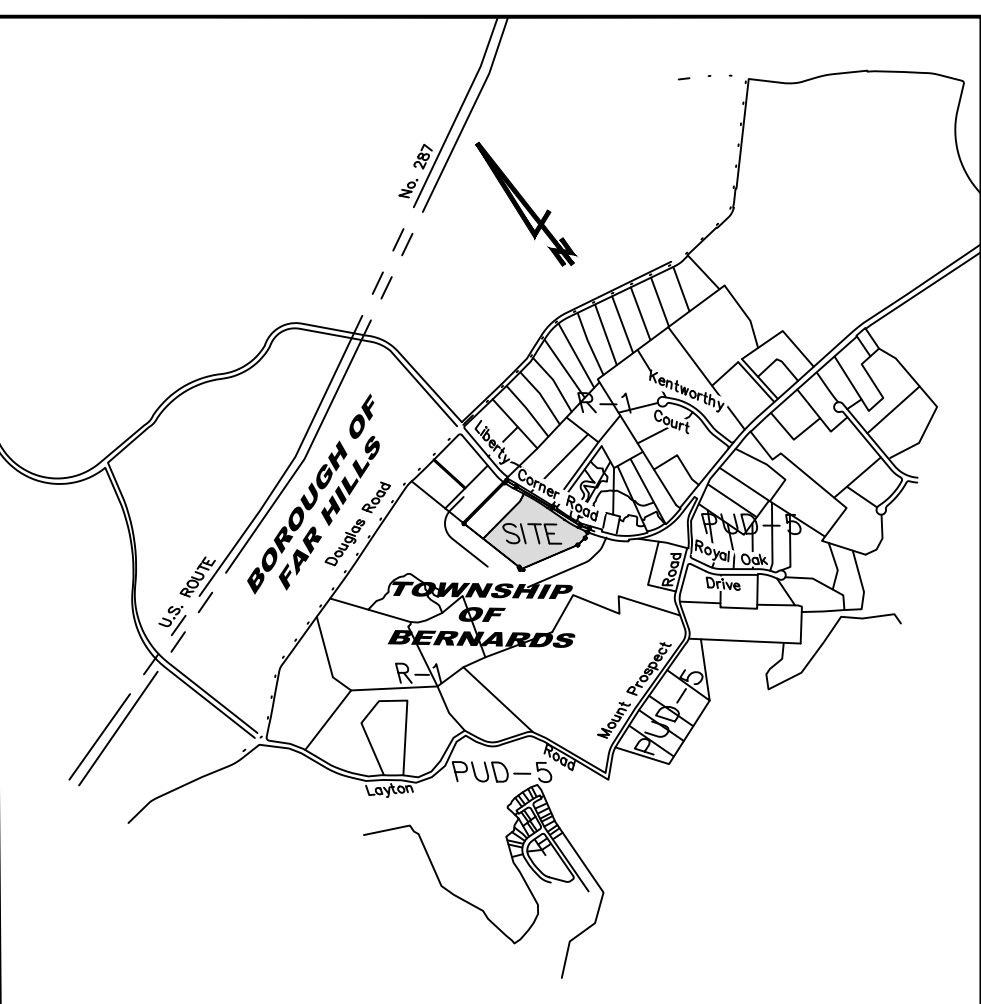 No. 287
N
Kentworthy
Court
R-1
BOROUGH OF
FAR HILLS
Liberty Corner Road
Douglas Road
SITE
PUD-5
Royal Oak
Drive
Road
U.S. ROUTE
TOWNSHIP
OF
BERNARDS
R-1
Mount Prospect
PUD-5
Road
PUD-5
Layton